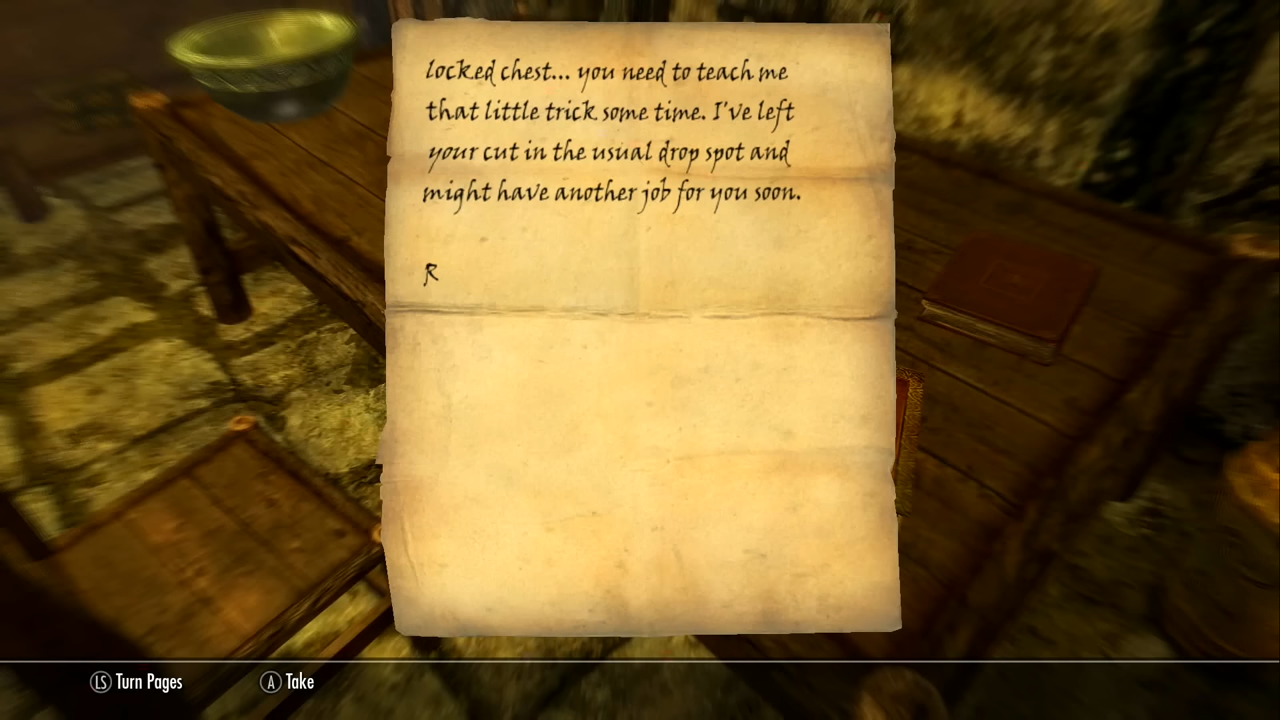 locked chest... you need to teach me
that little trick some time. I've left
your cut in the usual drop spot and
might have another job for you soon.
R
LS Turn Pages
A Take